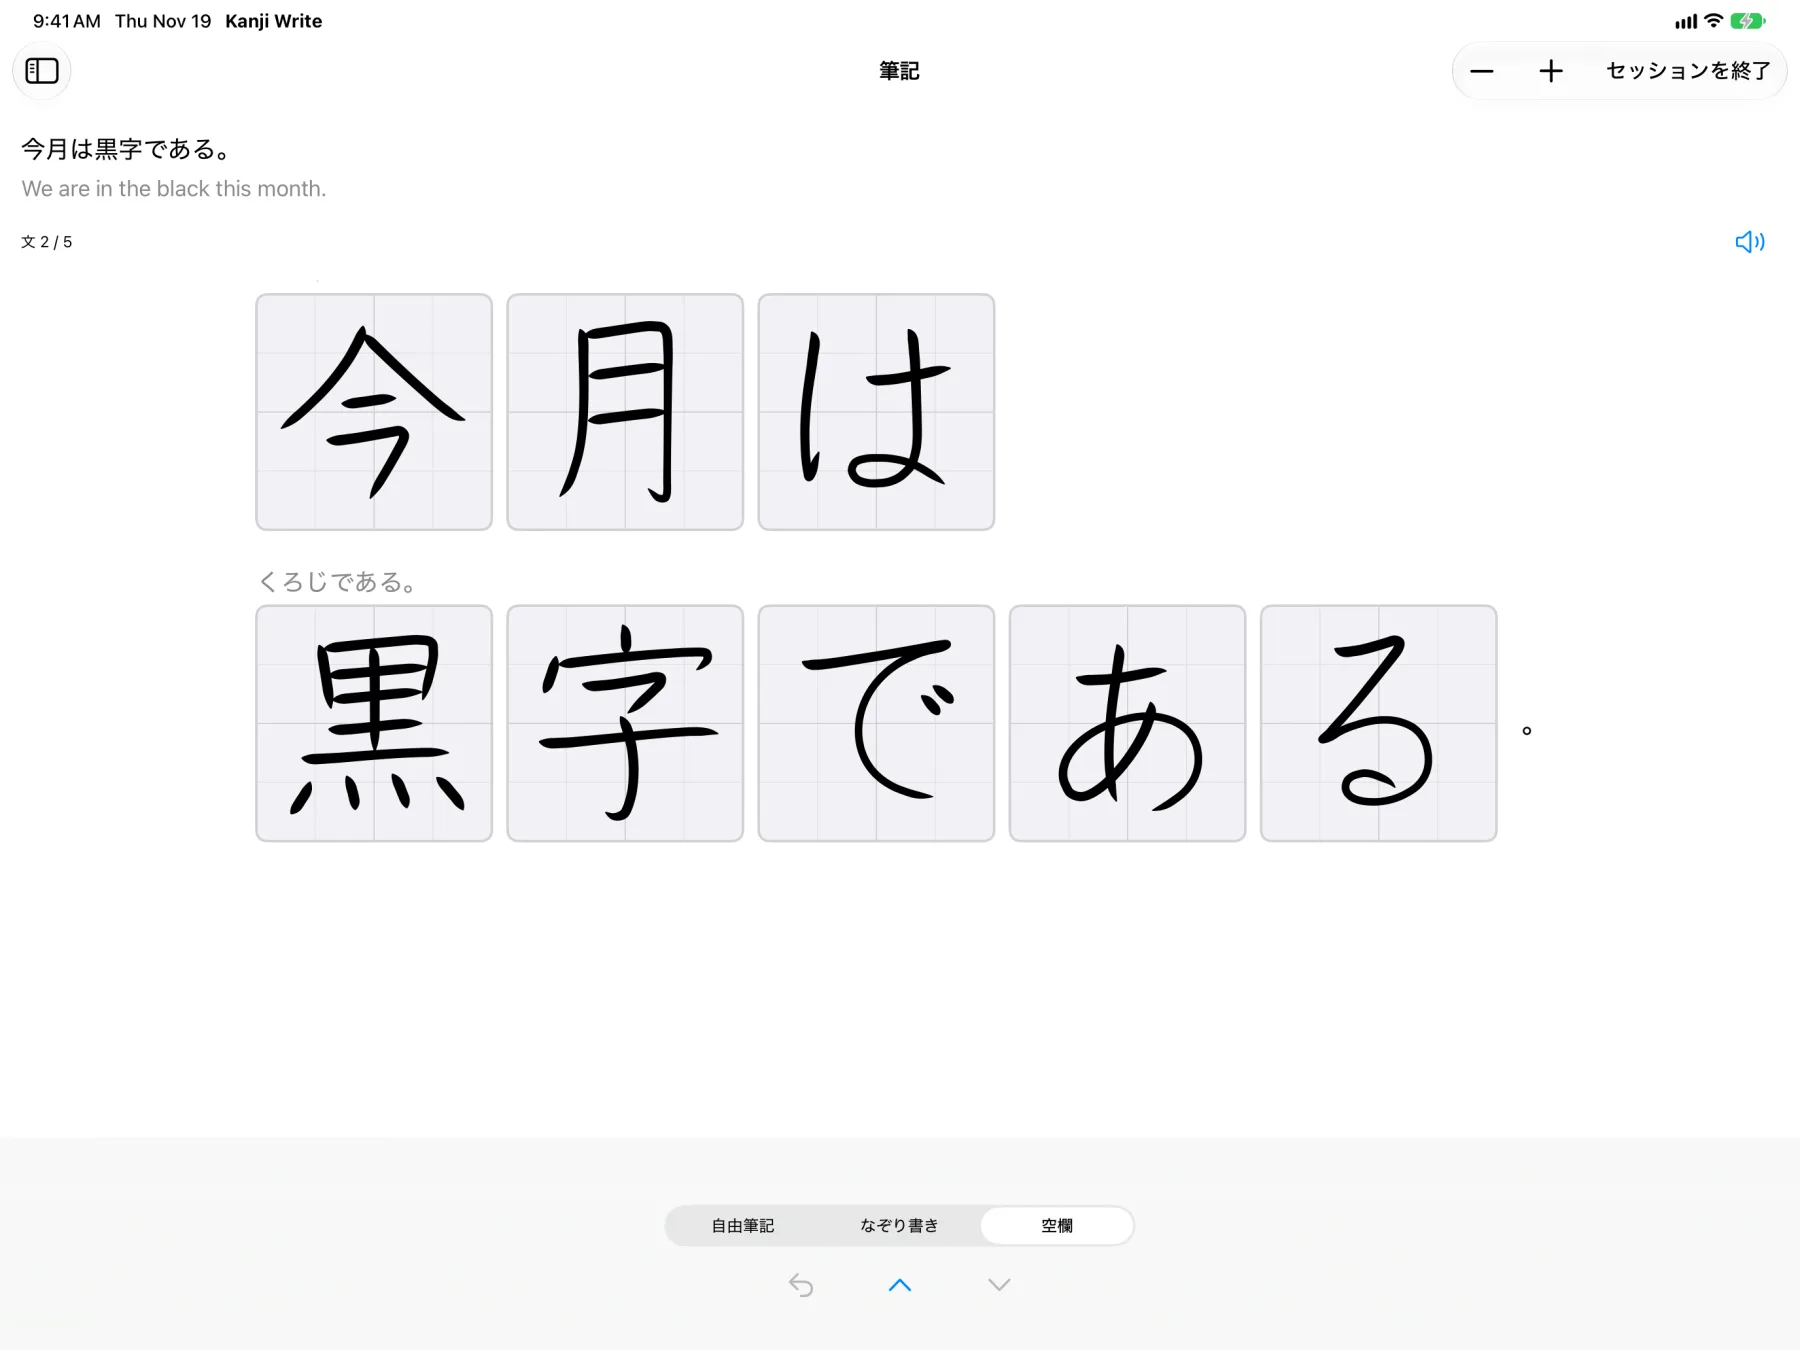 9:41 AM Thu Nov 19 Kanji Write
筆記
セッションを終了
今月は黒字である。
We are in the black this month.
文 2 / 5
今月は
くろじである。
黒字である。
自由筆記 なぞり書き 空欄